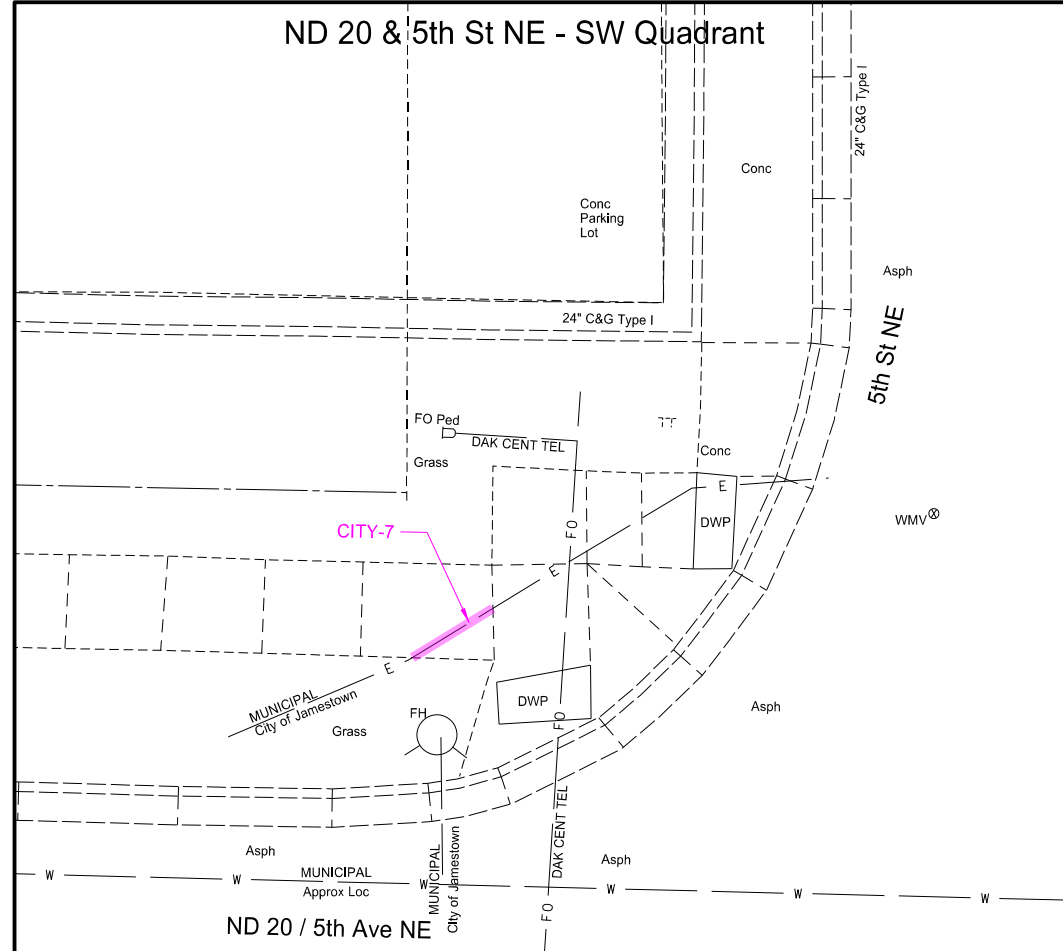 ND 20 & 5th St NE - SW Quadrant
24" C&G Type I
Conc
Conc
Parking
Lot
Asph
24" C&G Type I
5th St NE
FO Ped
DAK CENT TEL
Grass
Conc
E
DWP
WMV
CITY-7
FO
E
E
MUNICIPAL
City of Jamestown
DWP
FH
Grass
FO
Asph
DAK CENT TEL
MUNICIPAL
City of Jamestown
Asph
MUNICIPAL
Asph
W
W
W
W
W
W
Approx Loc
FO
ND 20 / 5th Ave NE